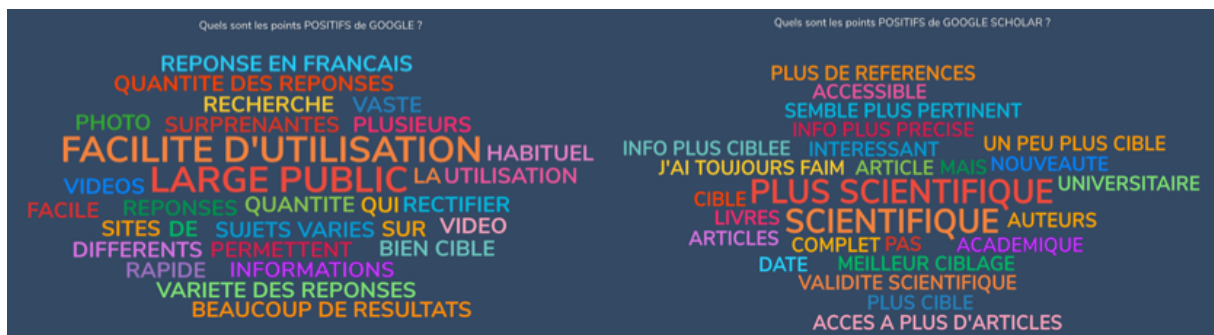 Quels sont les points POSITIFS de GOOGLE ?
REPONSE EN FRANCAIS
QUANTITE DES REPONSES
RECHERCHE VASTE
PHOTO SURPRENANTES PLUSIEURS
FACILITE D'UTILISATION HABITUEL
VIDEOS LARGE PUBLIC LA UTILISATION
FACILE REPONSES QUANTITE QUI RECTIFIER
SITES DE SUJETS VARIES SUR VIDEO
DIFFERENTS PERMETTENT BIEN CIBLE
RAPIDE INFORMATIONS
VARIETE DES REPONSES
BEAUCOUP DE RESULTATS
Quels sont les points POSITIFS de GOOGLE SCHOLAR ?
PLUS DE REFERENCES
ACCESSIBLE
SEMBLE PLUS PERTINENT
INFO PLUS PRECISE
INFO PLUS CIBLEE INTERESSANT UN PEU PLUS CIBLE
J'AI TOUJOURS FAIM ARTICLE MAIS NOUVEAUTE
CIBLE PLUS SCIENTIFIQUE UNIVERSITAIRE
LIVRES SCIENTIFIQUE AUTEURS
ARTICLES COMPLET PAS ACADEMIQUE
DATE MEILLEUR CIBLAGE
VALIDITE SCIENTIFIQUE
PLUS CIBLE
ACCES A PLUS D'ARTICLES